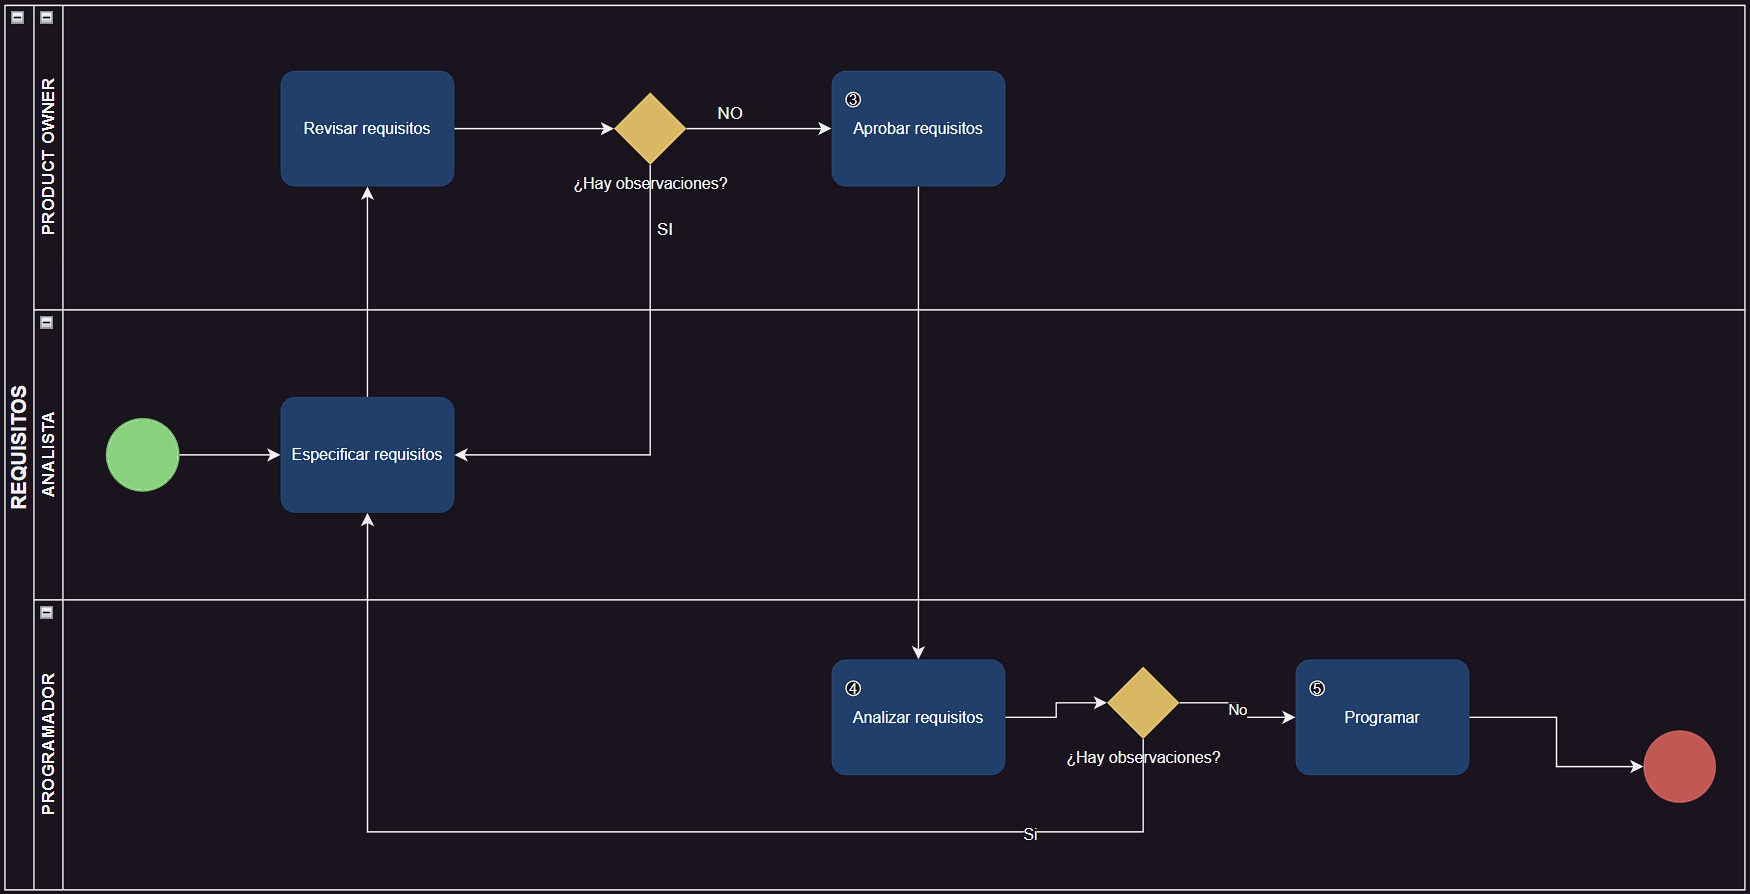 REQUISITOS
PRODUCT OWNER
Revisar requisitos
¿Hay observaciones?
NO
SI
③
Aprobar requisitos
ANALISTA
Especificar requisitos
PROGRAMADOR
④
Analizar requisitos
¿Hay observaciones?
No
Si
⑤
Programar